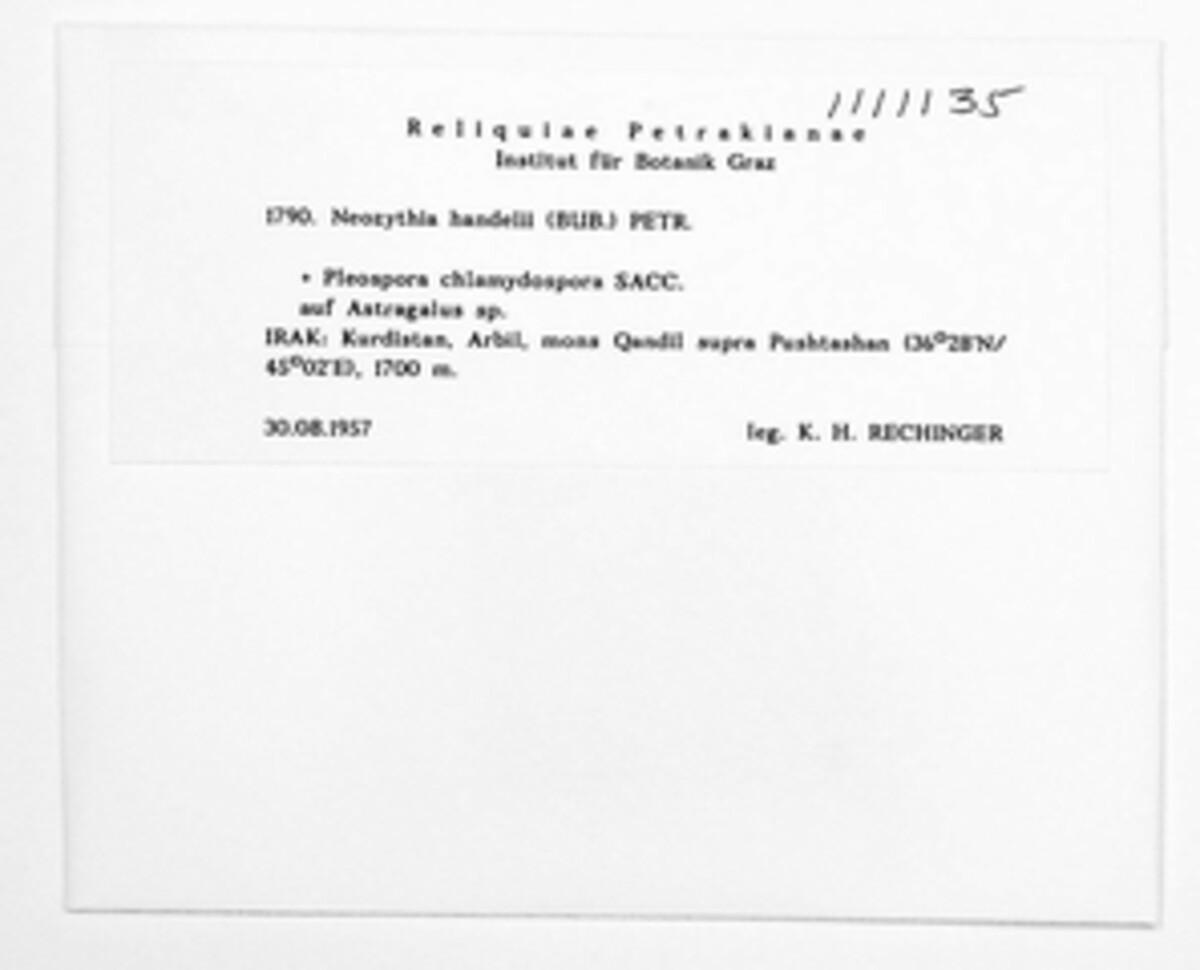 1111135
Reliquiae Petrakianae
Institut für Botanik Graz
1790. Neozythia handelii (BUB.) PETR.
+ Pleospora chlamydospora SACC.
auf Astragalus sp.
IRAK: Kurdistan, Arbil, mons Qandil supra Pushtashan (36°28'N/
45°02'E), 1700 m.
30.08.1957 leg. K. H. RECHINGER